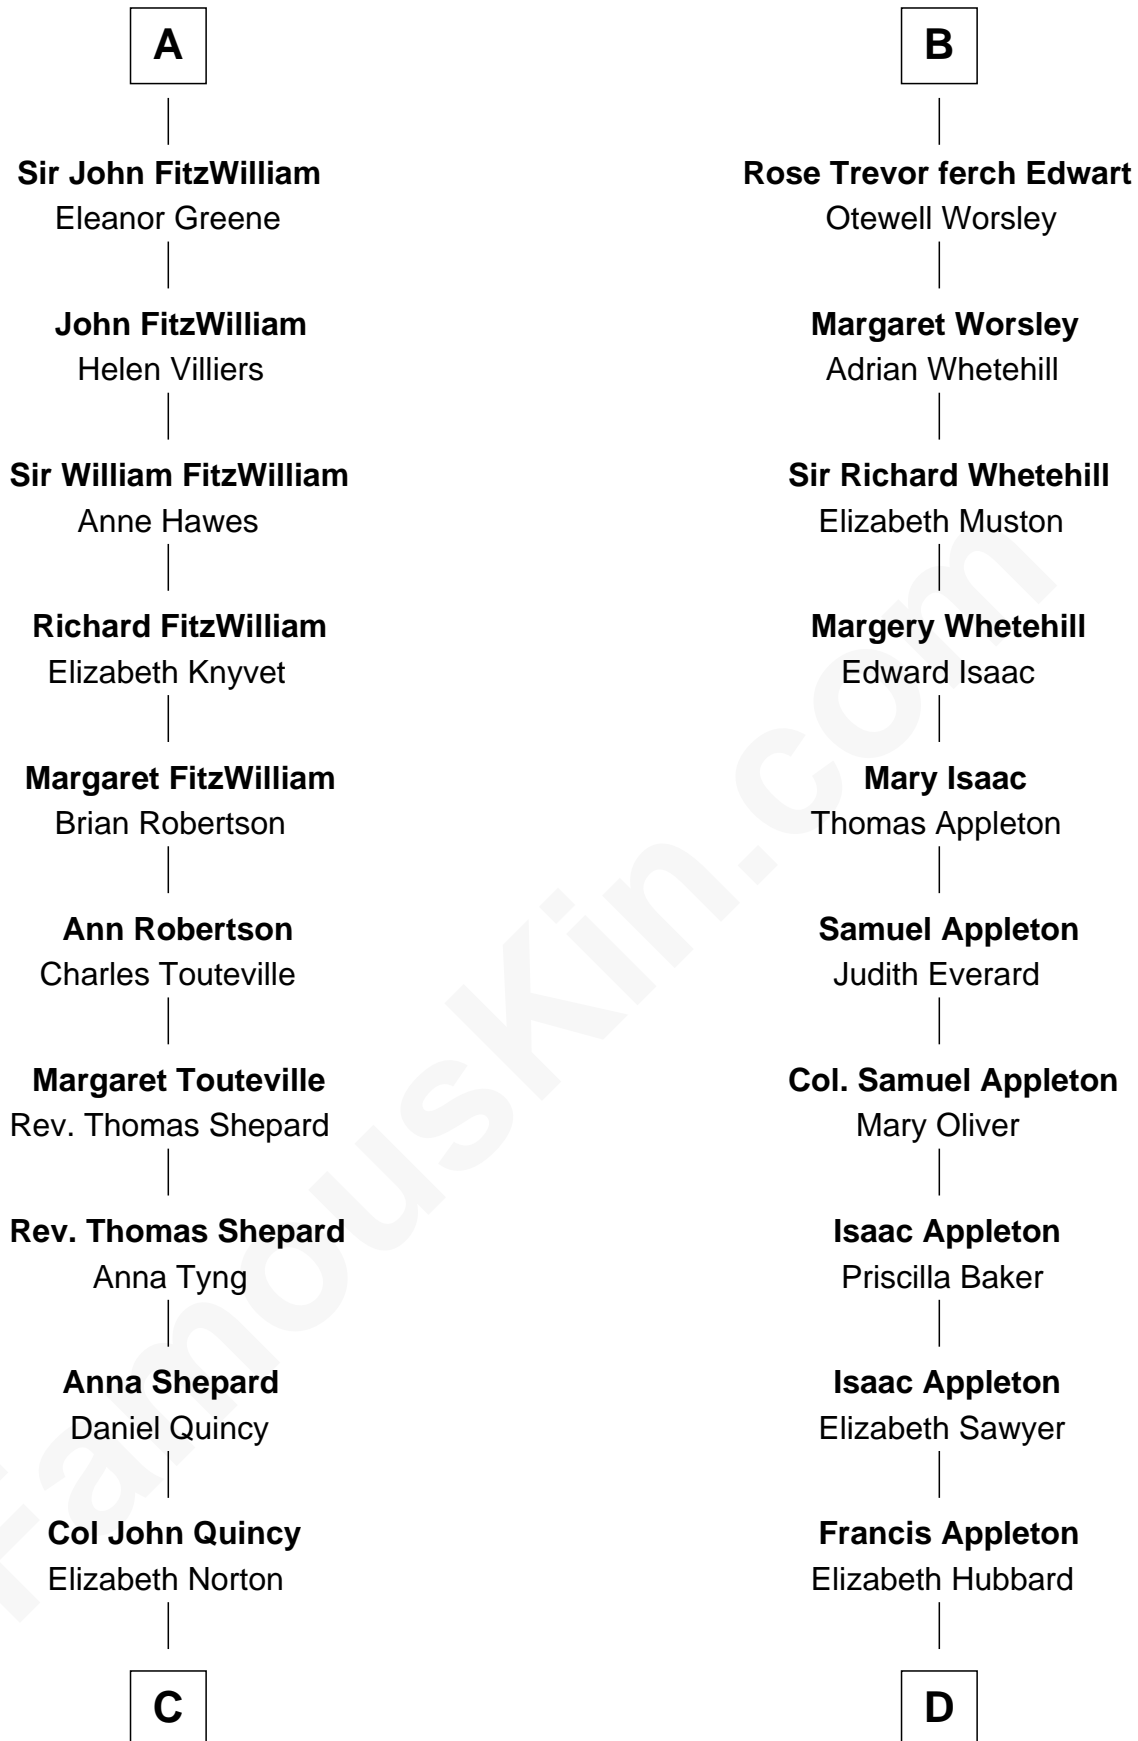 A
Sir John FitzWilliam
Eleanor Greene
John FitzWilliam
Helen Villiers
Sir William FitzWilliam
Anne Hawes
Richard FitzWilliam
Elizabeth Knyvet
Margaret FitzWilliam
Brian Robertson
Ann Robertson
Charles Touteville
Margaret Touteville
Rev. Thomas Shepard
Rev. Thomas Shepard
Anna Tyng
Anna Shepard
Daniel Quincy
Col John Quincy
Elizabeth Norton
C
B
Rose Trevor ferch Edwart
Otewell Worsley
Margaret Worsley
Adrian Whetehill
Sir Richard Whetehill
Elizabeth Muston
Margery Whetehill
Edward Isaac
Mary Isaac
Thomas Appleton
Samuel Appleton
Judith Everard
Col. Samuel Appleton
Mary Oliver
Isaac Appleton
Priscilla Baker
Isaac Appleton
Elizabeth Sawyer
Francis Appleton
Elizabeth Hubbard
D
FamousKin.com